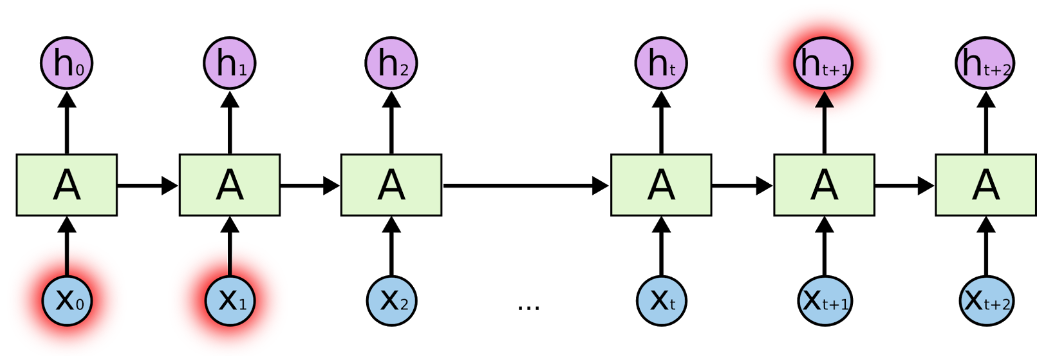 h0 h1 h2 ht ht+1 ht+2
A A A A A A
x0 x1 x2 ... xt xt+1 xt+2